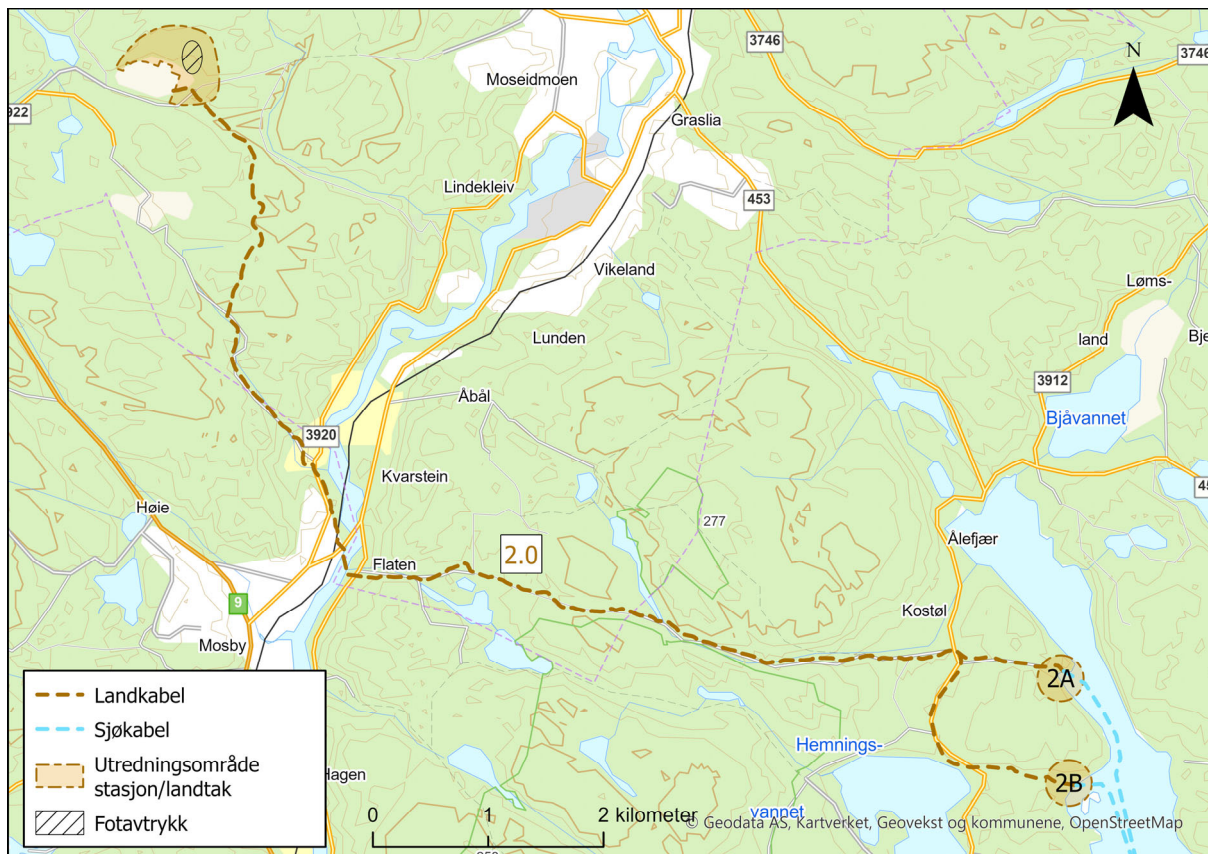 3746
3746
N
Moseidmoen
3922
Graslia
Lindekleiv
453
Vikeland
Løms-
Lunden
land
Bje
3912
Åbål
Bjåvannet
3920
Kvarstein
45
Høie
277
Ålefjær
2.0
Flaten
9
Kostøl
Mosby
2A
Landkabel
Sjøkabel
Hemnings-
Utredningsområde
stasjon/landtak
Hagen
2B
0 1 2 kilometer
vannet
Fotavtrykk
© Geodata AS, Kartverket, Geovekst og kommunene, OpenStreetMap